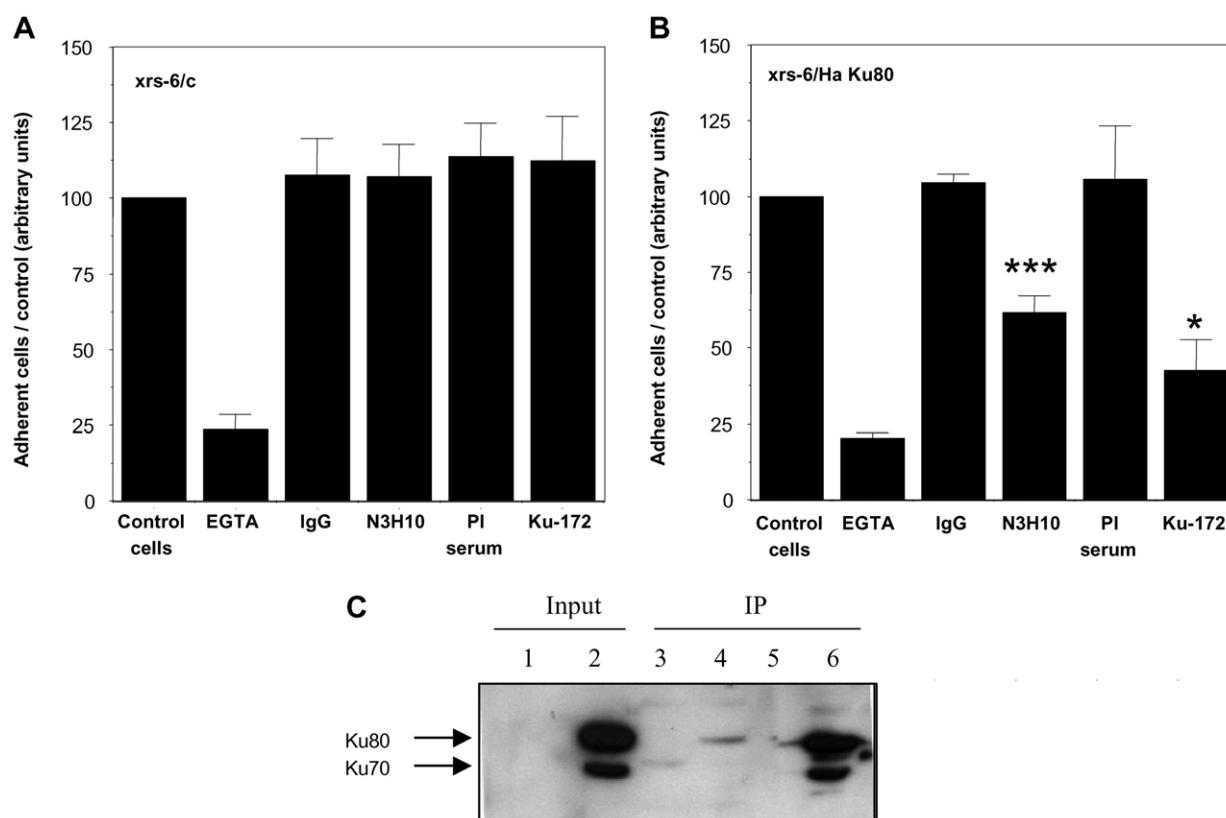 A
150
125
100
75
50
25
0
Adherent cells / control (arbitrary units)
xrs-6/c
Control
cells
EGTA
IgG
N3H10
PI
serum
Ku-172
B
150
125
100
75
50
25
0
Adherent cells / control (arbitrary units)
xrs-6/Ha Ku80
***
*
Control
cells
EGTA
IgG
N3H10
PI
serum
Ku-172
C
Input IP
1 2 3 4 5 6
Ku80
Ku70